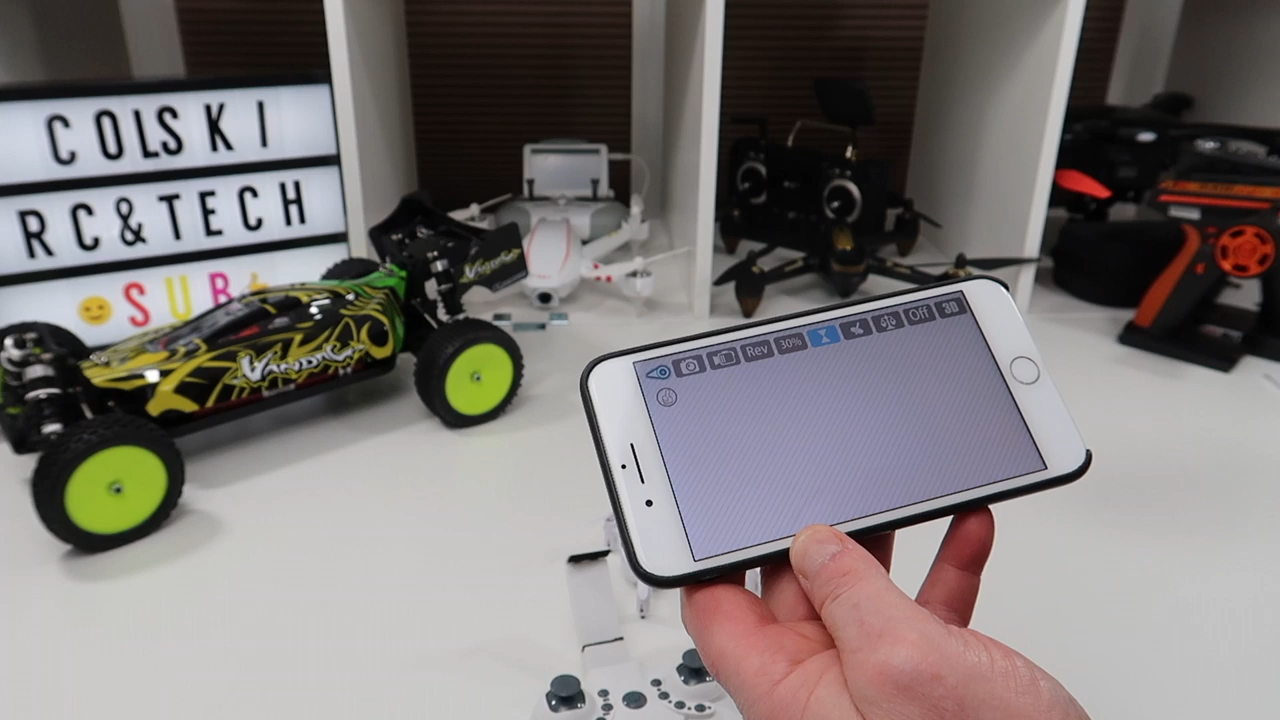 COLSKI
RC&TECH
SUB
VANDAL
Rev 30% Off 3D